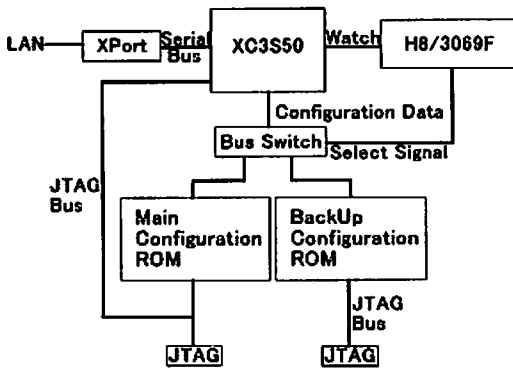 LAN
XPort
Serial
Bus
XC3S50
Watch
H8/3069F
Configuration Data
Bus Switch
Select Signal
JTAG
Bus
Main
Configuration
ROM
BackUp
Configuration
ROM
JTAG
Bus
JTAG
JTAG